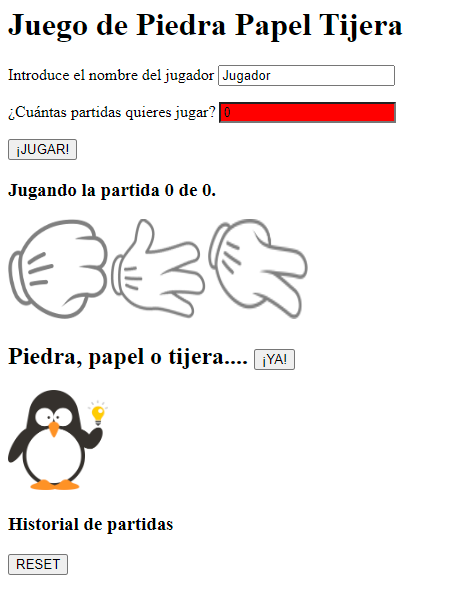 Juego de Piedra Papel Tijera
Introduce el nombre del jugador Jugador
¿Cuántas partidas quieres jugar? 0
¡JUGAR!
Jugando la partida 0 de 0.
Piedra, papel o tijera.... ¡YA!
Historial de partidas
RESET